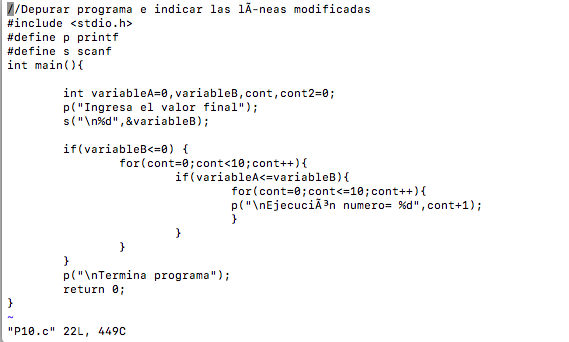 //Depurar programa e indicar las lÃ-neas modificadas
#include <stdio.h>
#define p printf
#define s scanf
int main(){
int variableA=0,variableB,cont,cont2=0;
p("Ingresa el valor final");
s("\n%d",&variableB);
if(variableB<=0) {
for(cont=0;cont<10;cont++){
if(variableA<=variableB){
for(cont=0;cont<=10;cont++){
p("\nEjecuciÃ³n numero= %d",cont+1);
}
}
}
}
p("\nTermina programa");
return 0;
}
~
"P10.c" 22L, 449C